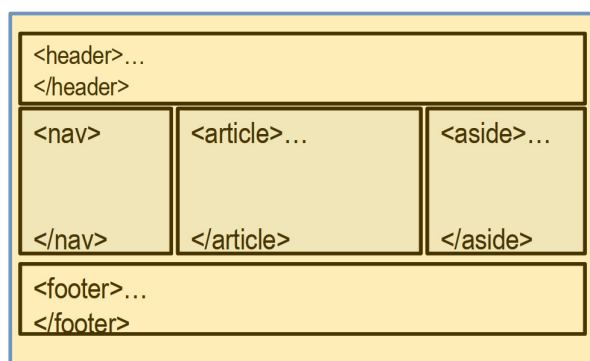 <header>…
</header>
<nav>
<article>…
<aside>…
</nav>
</article>
</aside>
<footer>…
</footer>